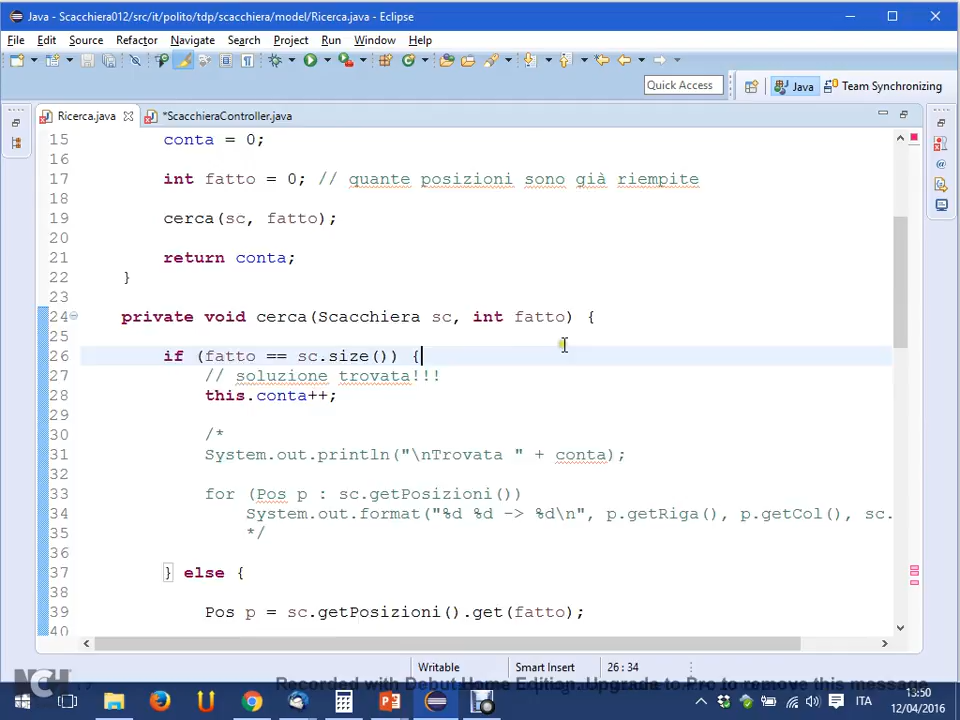 Java - Scacchiera012/src/it/polito/tdp/scacchiera/model/Ricerca.java - Eclipse
File Edit Source Refactor Navigate Search Project Run Window Help
Quick Access
Java
Team Synchronizing
Ricerca.java
*ScacchieraController.java
15 conta = 0;
16
17 int fatto = 0; // quante posizioni sono già riempite
18
19 cerca(sc, fatto);
20
21 return conta;
22 }
23
24 private void cerca(Scacchiera sc, int fatto) {
25
26 if (fatto == sc.size()) {
27 // soluzione trovata!!!
28 this.conta++;
29
30 /*
31 System.out.println("\nTrovata " + conta);
32
33 for (Pos p : sc.getPosizioni())
34 System.out.format("%d %d -> %d\n", p.getRiga(), p.getCol(), sc.
35 */
36
37 } else {
38
39 Pos p = sc.getPosizioni().get(fatto);
40
Writable Smart Insert 26 : 34
Recorded with Debut Home Edition. Upgrade to Pro to remove this message
NCH
ITA
13:50
12/04/2016